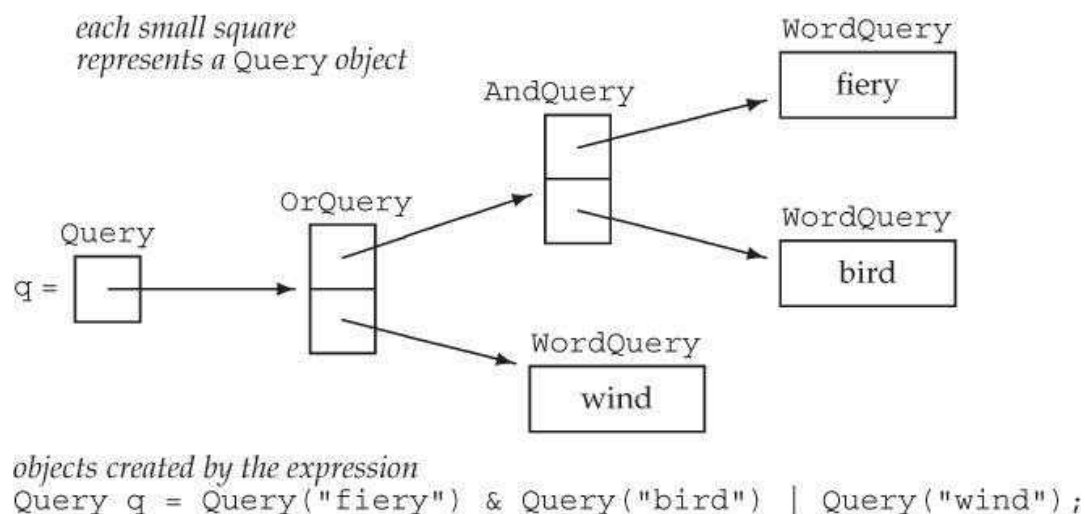 each small square
represents a Query object
WordQuery
fiery
AndQuery
OrQuery
WordQuery
Query
bird
q =
WordQuery
wind
objects created by the expression
Query q = Query("fiery") & Query("bird") | Query("wind");